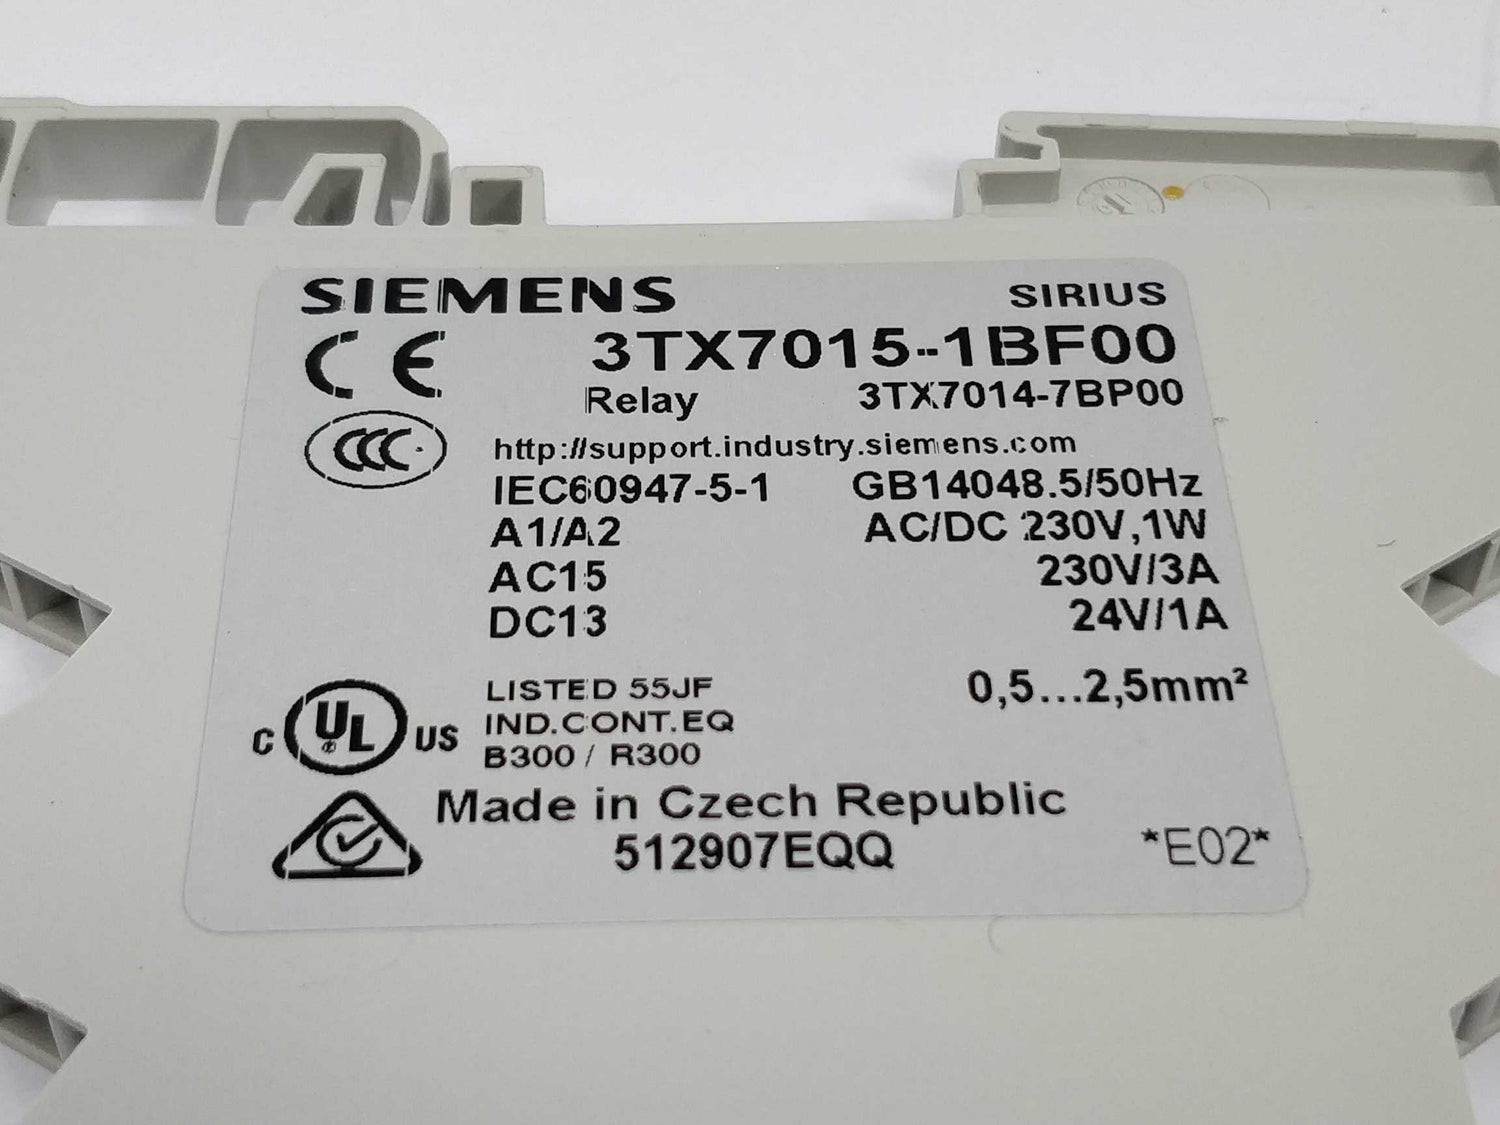 SIEMENS SIRIUS
CE 3TX7015-1BF00
Relay 3TX7014-7BP00
CCC http://support.industry.siemens.com
IEC60947-5-1 GB14048.5/50Hz
A1/A2 AC/DC 230V,1W
AC15 230V/3A
DC13 24V/1A
LISTED 55JF 0,5...2,5mm²
C UL US IND.CONT.EQ
B300 / R300
Made in Czech Republic
512907EQQ *E02*